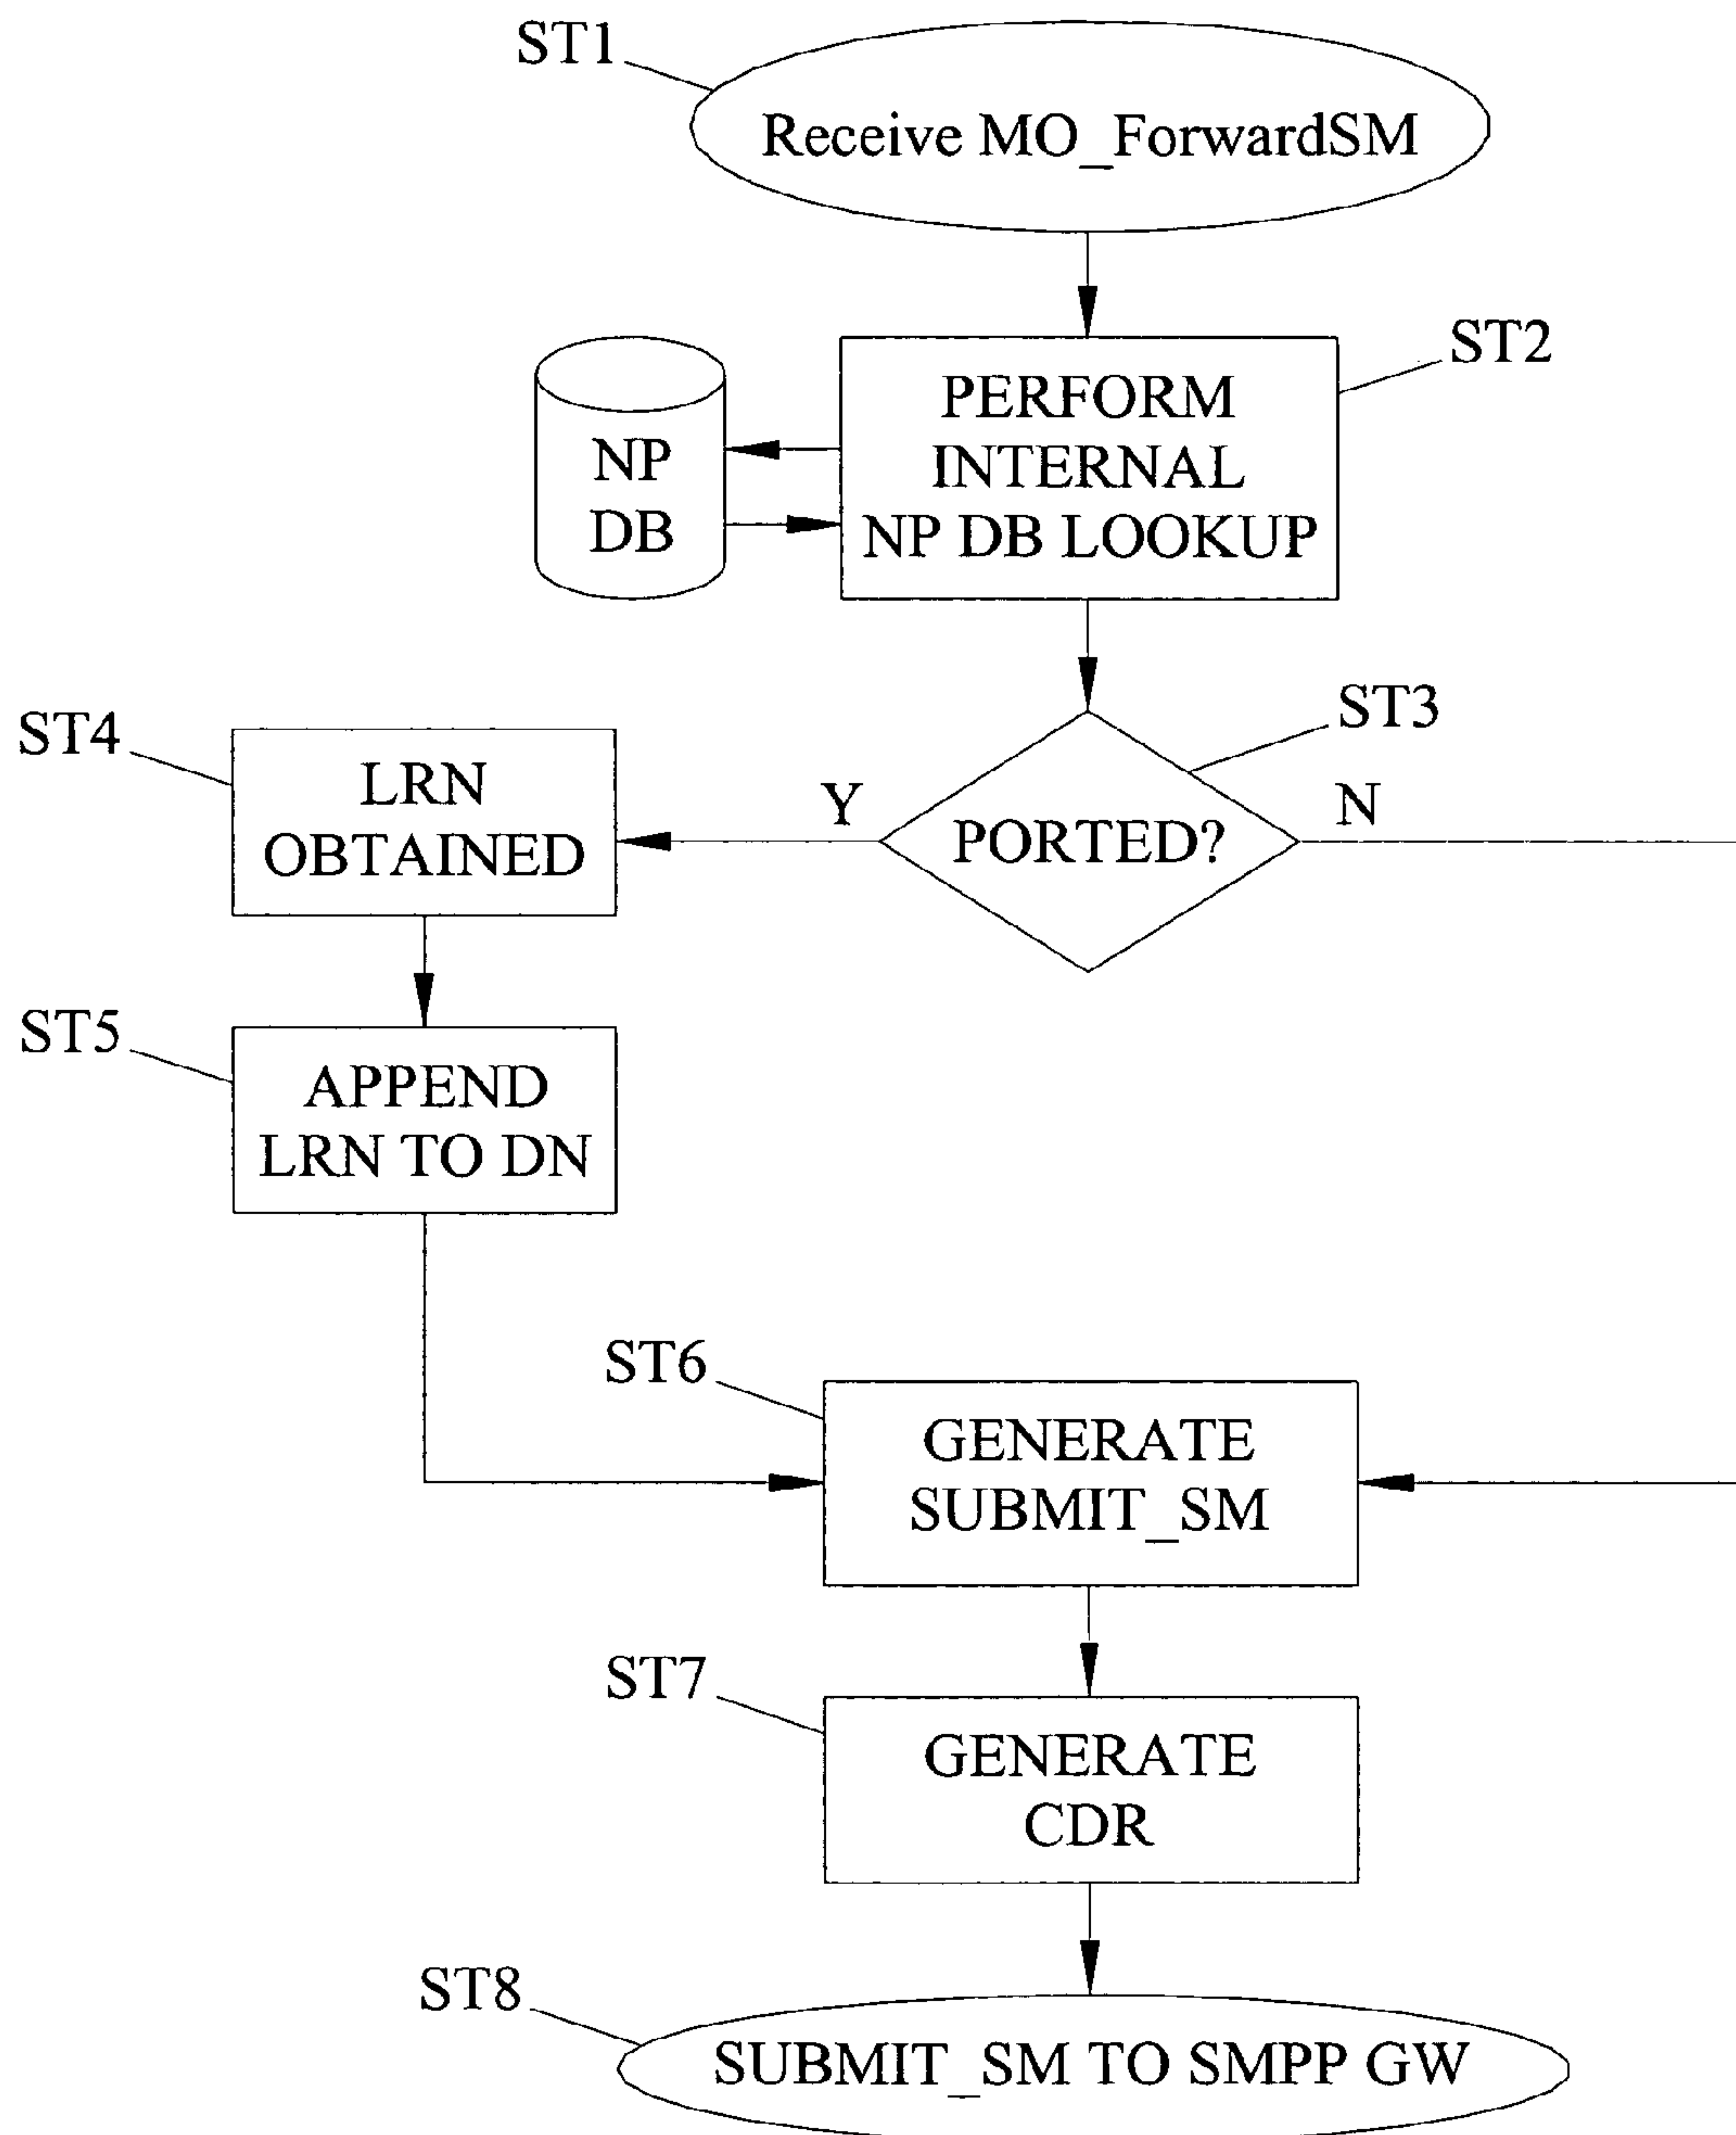 ST1
Receive MO_ForwardSM
ST2
PERFORM
INTERNAL
NP DB LOOKUP
NP
DB
ST3
PORTED?
Y
N
ST4
LRN
OBTAINED
ST5
APPEND
LRN TO DN
ST6
GENERATE
SUBMIT_SM
ST7
GENERATE
CDR
ST8
SUBMIT_SM TO SMPP GW